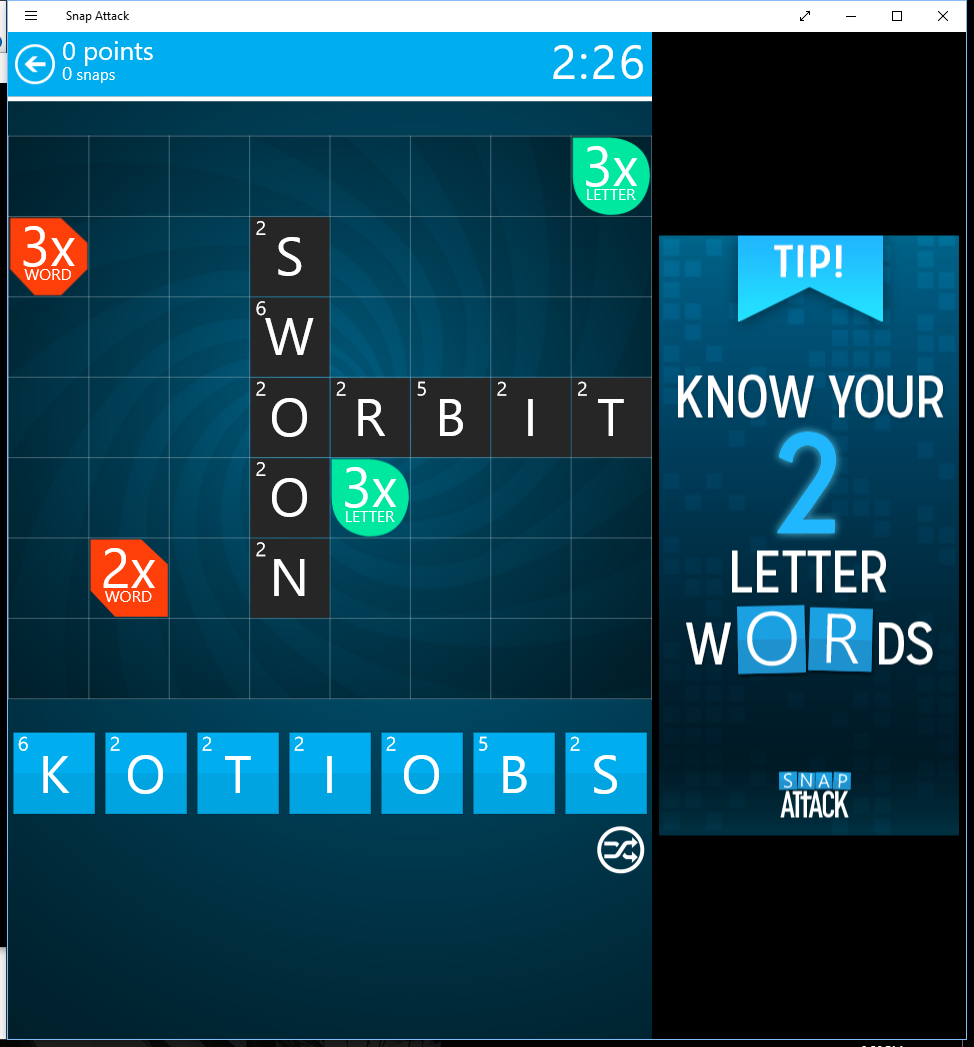 Snap Attack
0 points
0 snaps
2:26
3x
LETTER
3x
WORD
2 S
6 W
2 O 2 R 5 B 2 I 2 T
2 O
3x
LETTER
2x
WORD
2 N
6 K 2 O 2 T 2 I 2 O 5 B 2 S
TIP!
KNOW YOUR
2
LETTER
WORDS
SNAP
ATTACK